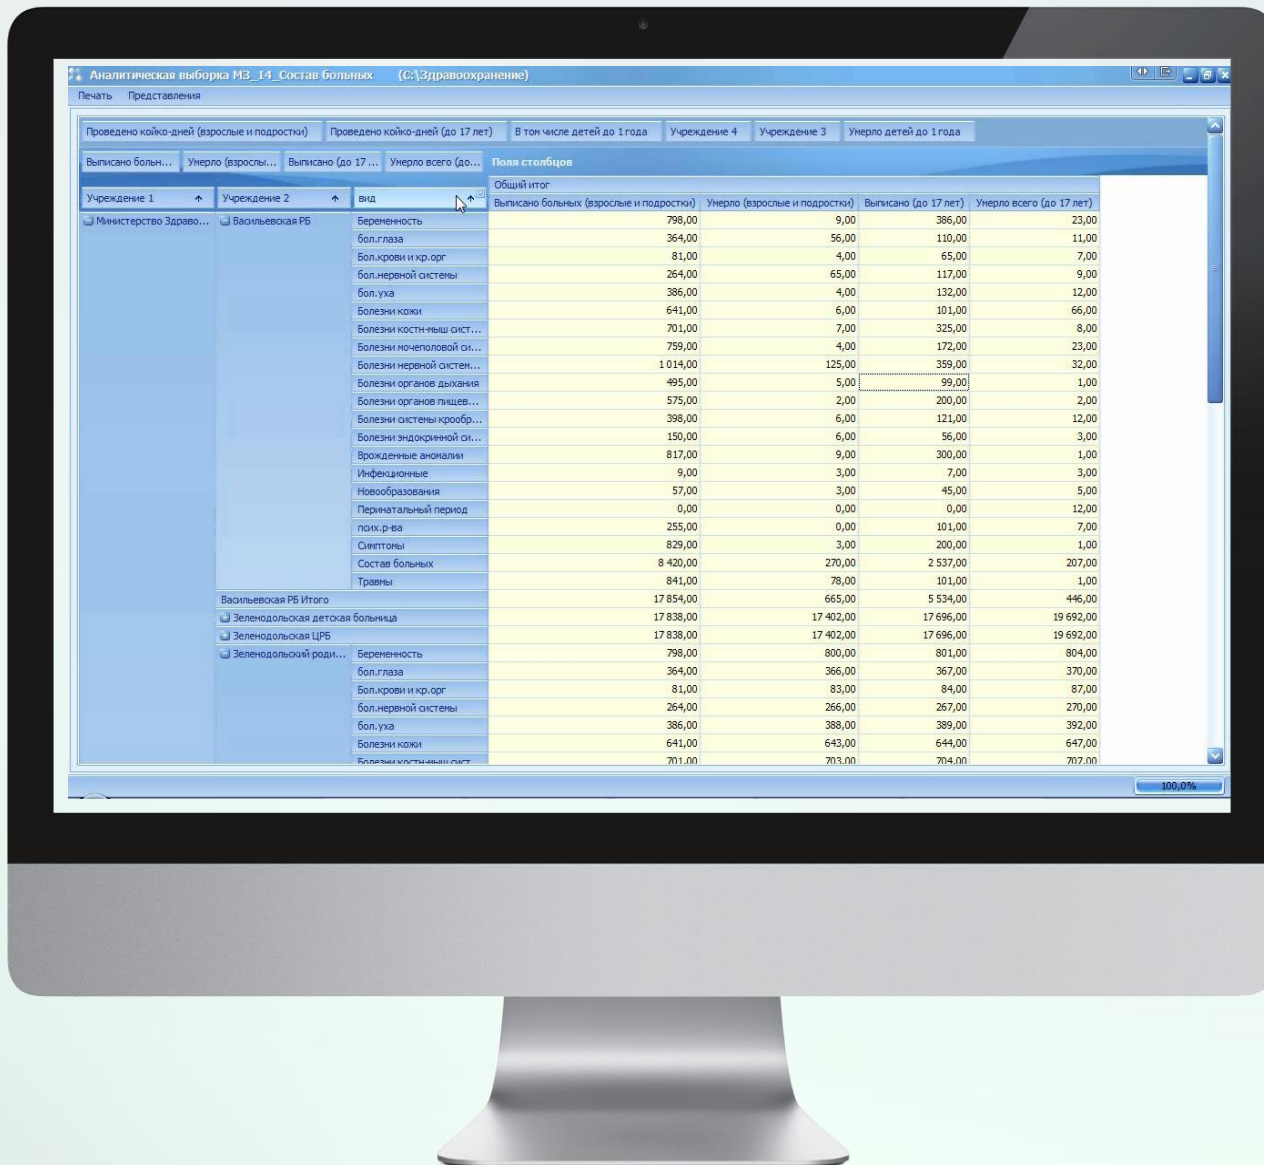 Аналитическая выборка МЗ_14_Состав больных (C:\Здравоохранение)
Печать Представления
Проведено койко-дней (взрослые и подростки) Проведено койко-дней (до 17 лет) В том числе детей до 1 года Учреждение 4 Учреждение 3 Умерло детей до 1 года
Выписано больн... Умерло (взрослы... Выписано (до 17 ... Умерло всего (до... Поля столбцов
Общий итог
Учреждение 1 Учреждение 2 вид Выписано больных (взрослые и подростки) Умерло (взрослые и подростки) Выписано (до 17 лет) Умерло всего (до 17 лет)
Министерство Здраво... Васильевская РБ Беременность 798,00 9,00 386,00 23,00
бол.глаза 364,00 56,00 110,00 11,00
Бол.крови и кр.орг 81,00 4,00 65,00 7,00
бол.нервной системы 264,00 65,00 117,00 9,00
бол.уха 386,00 4,00 132,00 12,00
Болезни кожи 641,00 6,00 101,00 66,00
Болезни костн-мыш сист... 701,00 7,00 325,00 8,00
Болезни мочеполовой си... 759,00 4,00 172,00 23,00
Болезни нервной систем... 1 014,00 125,00 359,00 32,00
Болезни органов дыхания 495,00 5,00 99,00 1,00
Болезни органов пищев... 575,00 2,00 200,00 2,00
Болезни системы крообр... 398,00 6,00 121,00 12,00
Болезни эндокринной си... 150,00 6,00 56,00 3,00
Врожденные аномалии 817,00 9,00 300,00 1,00
Инфекционные 9,00 3,00 7,00 3,00
Новообразования 57,00 3,00 45,00 5,00
Перинатальный период 0,00 0,00 0,00 12,00
псих.р-ва 255,00 0,00 101,00 7,00
Симптомы 829,00 3,00 200,00 1,00
Состав больных 8 420,00 270,00 2 537,00 207,00
Травмы 841,00 78,00 101,00 1,00
Васильевская РБ Итого 17 854,00 665,00 5 534,00 446,00
Зеленодольская детская больница 17 838,00 17 402,00 17 696,00 19 692,00
Зеленодольская ЦРБ 17 838,00 17 402,00 17 696,00 19 692,00
Зеленодольский роди... Беременность 798,00 800,00 801,00 804,00
бол.глаза 364,00 366,00 367,00 370,00
Бол.крови и кр.орг 81,00 83,00 84,00 87,00
бол.нервной системы 264,00 266,00 267,00 270,00
бол.уха 386,00 388,00 389,00 392,00
Болезни кожи 641,00 643,00 644,00 647,00
Болезни костн-мыш сист 701,00 703,00 704,00 707,00
100,0%